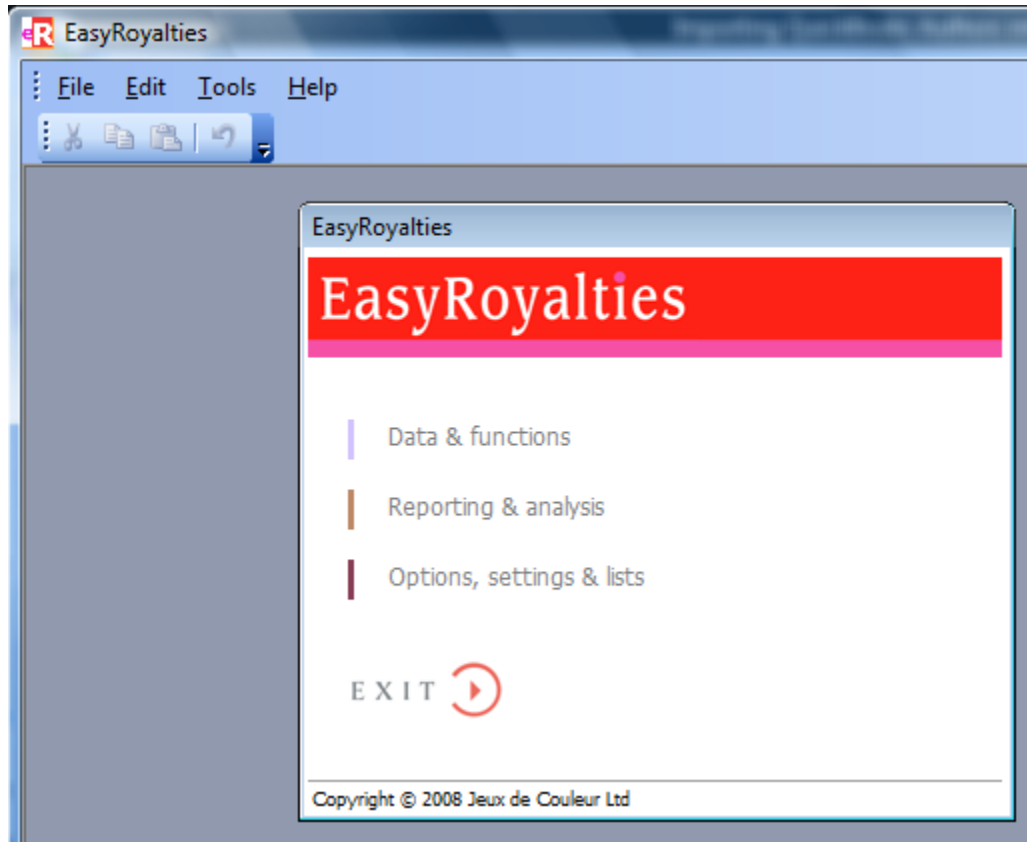 eR EasyRoyalties
File Edit Tools Help
EasyRoyalties
EasyRoyalties
Data & functions
Reporting & analysis
Options, settings & lists
EXIT
Copyright © 2008 Jeux de Couleur Ltd